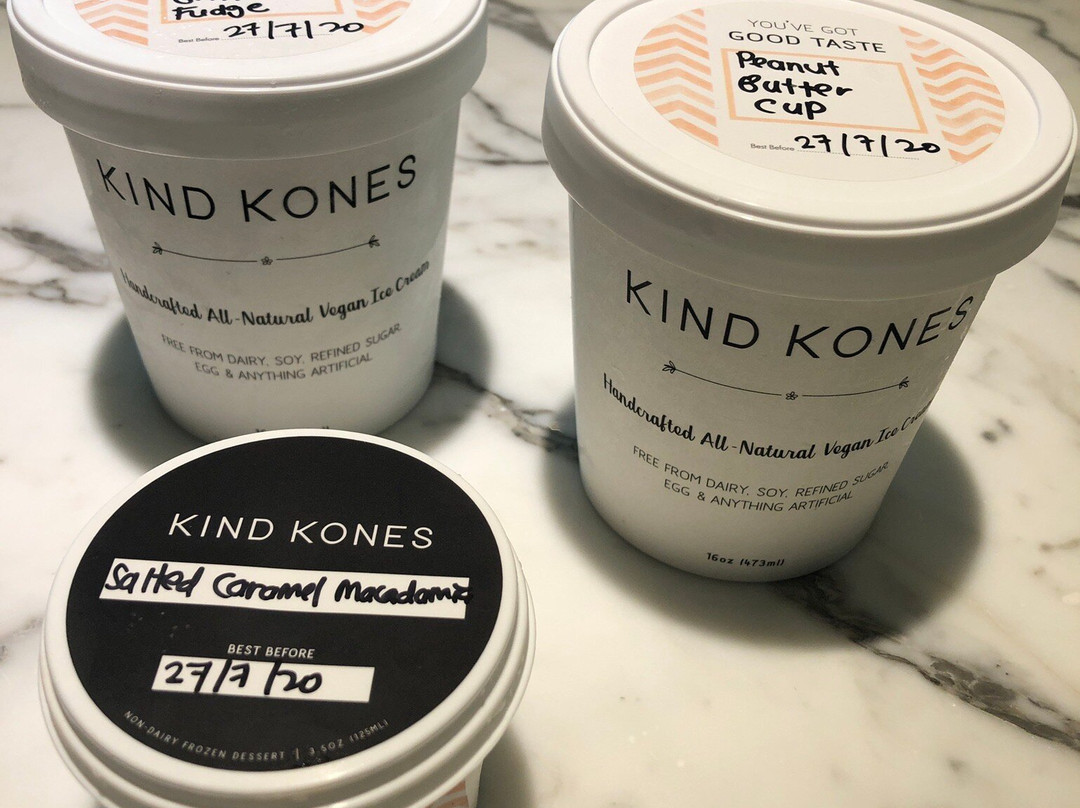 Fudge
Best Before 27/7/20
KIND KONES
Handcrafted All-Natural Vegan Ice Cream
FREE FROM DAIRY, SOY, REFINED SUGAR,
EGG & ANYTHING ARTIFICIAL
YOU'VE GOT
GOOD TASTE
Peanut
Butter
Cup
Best Before 27/7/20
KIND KONES
Handcrafted All-Natural Vegan Ice
FREE FROM DAIRY, SOY, REFINED SUGAR,
EGG & ANYTHING ARTIFICIAL
16oz (473ml)
KIND KONES
Salted Caramel Macadamia
BEST BEFORE
27/7/20
NON-DAIRY FROZEN DESSERT | 3.5OZ (125ML)